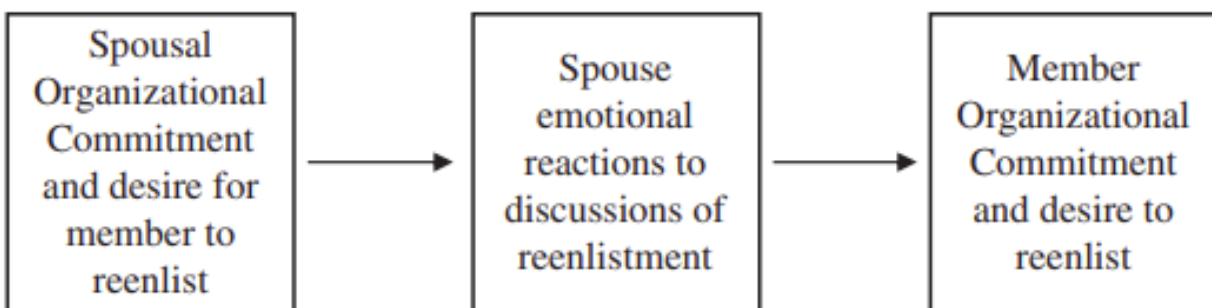 Spousal
Organizational
Commitment
and desire for
member to
reenlist
Spouse
emotional
reactions to
discussions of
reenlistment
Member
Organizational
Commitment
and desire to
reenlist